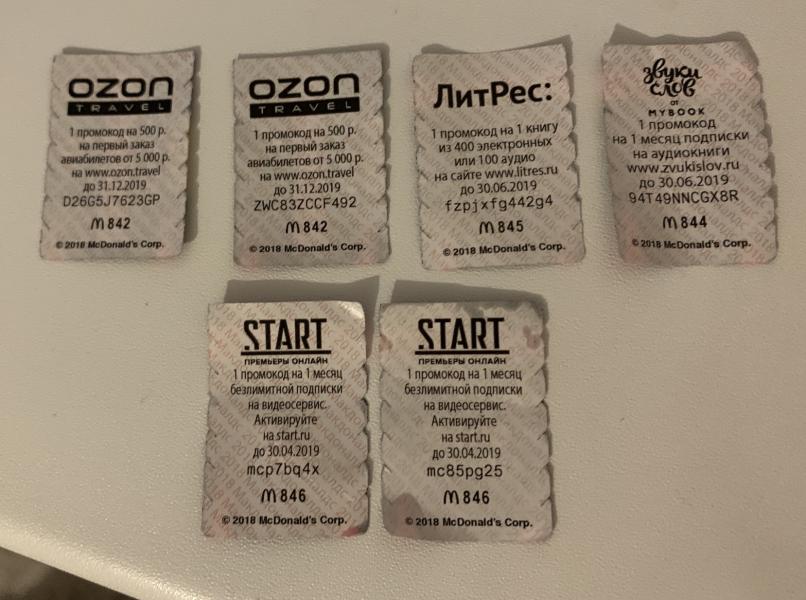 OZON
TRAVEL
1 промокод на 500 р.
на первый заказ
авиабилетов от 5 000 р.
на www.ozon.travel
до 31.12.2019
D26G5J7623GP
M 842
© 2018 McDonald's Corp.
OZON
TRAVEL
1 промокод на 500 р.
на первый заказ
авиабилетов от 5 000 р.
на www.ozon.travel
до 31.12.2019
ZWC83ZCCF492
M 842
© 2018 McDonald's Corp.
ЛитРес:
1 промокод на 1 книгу
из 400 электронных
или 100 аудио
на сайте www.litres.ru
до 30.06.2019
fzpjxfg442g4
M 845
© 2018 McDonald's Corp.
звуки
слов
от
MYBOOK
1 промокод
на 1 месяц подписки
на аудиокниги
www.zvukislov.ru
до 30.06.2019
94T49NNCGX8R
M 844
© 2018 McDonald's Corp.
START
ПРЕМЬЕРЫ ОНЛАЙН
1 промокод на 1 месяц
безлимитной подписки
на видеосервис.
Активируйте
на start.ru
до 30.04.2019
mcp7bq4x
M 846
© 2018 McDonald's Corp.
START
ПРЕМЬЕРЫ ОНЛАЙН
1 промокод на 1 месяц
безлимитной подписки
на видеосервис.
Активируйте
на start.ru
до 30.04.2019
mc85pg25
M 846
© 2018 McDonald's Corp.